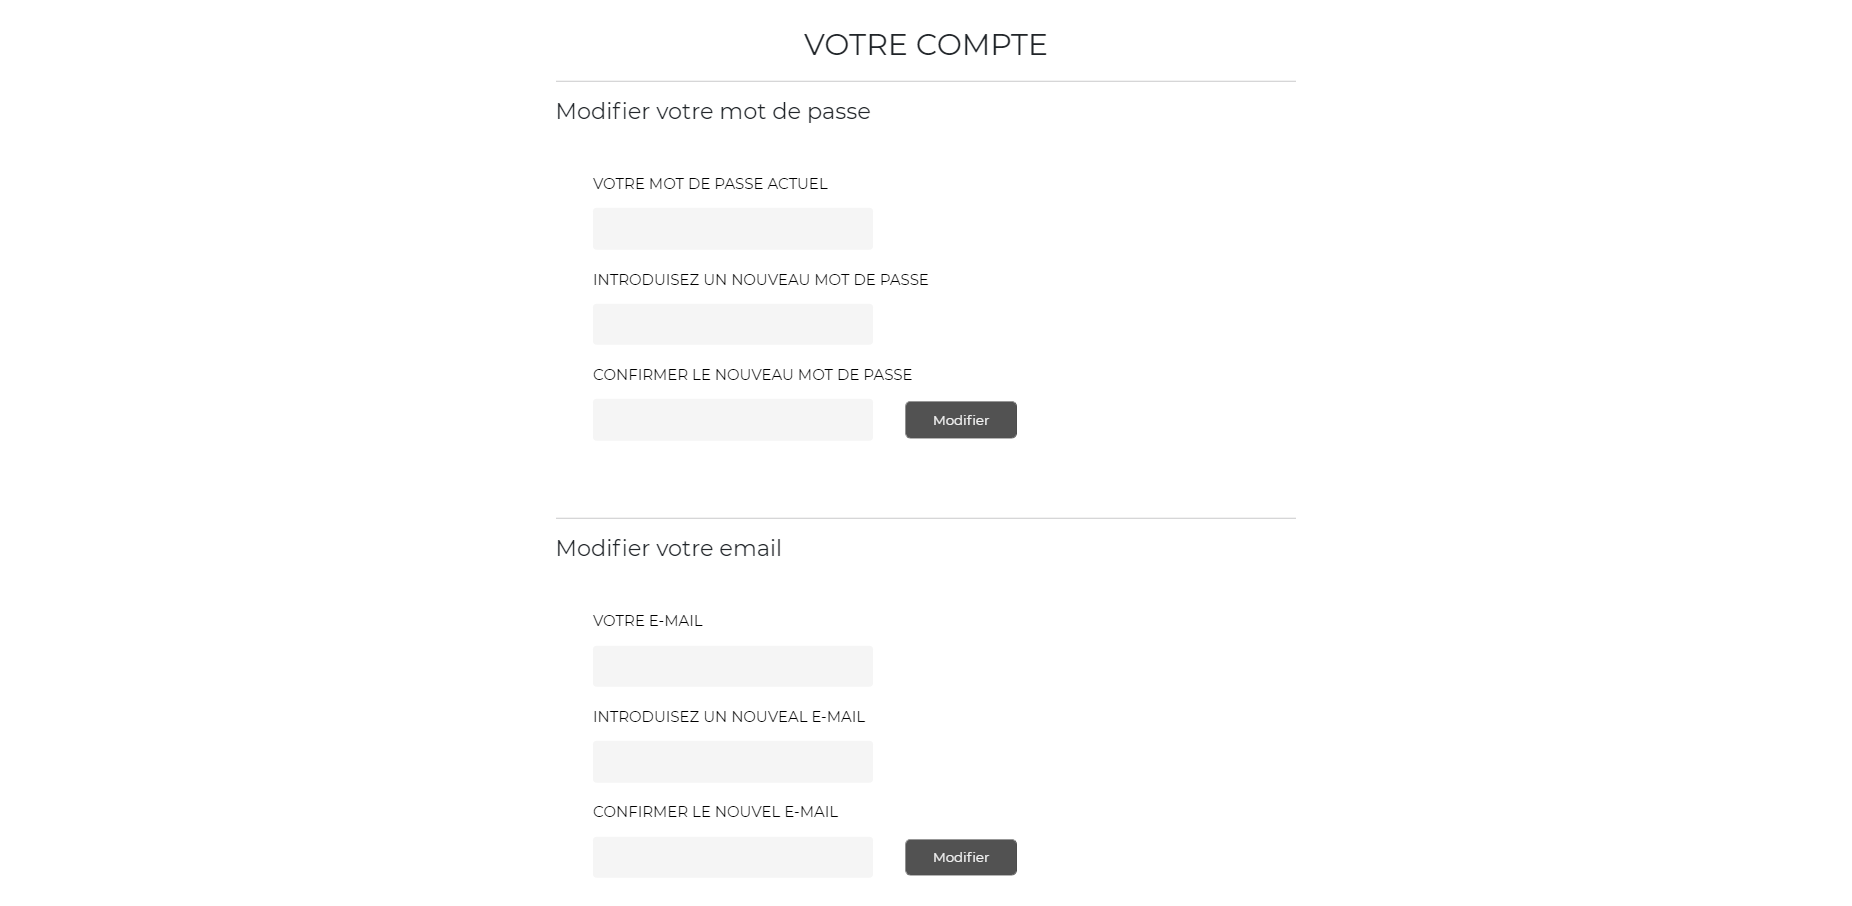 VOTRE COMPTE
Modifier votre mot de passe
VOTRE MOT DE PASSE ACTUEL
INTRODUISEZ UN NOUVEAU MOT DE PASSE
CONFIRMER LE NOUVEAU MOT DE PASSE
Modifier
Modifier votre email
VOTRE E-MAIL
INTRODUISEZ UN NOUVEAL E-MAIL
CONFIRMER LE NOUVEL E-MAIL
Modifier